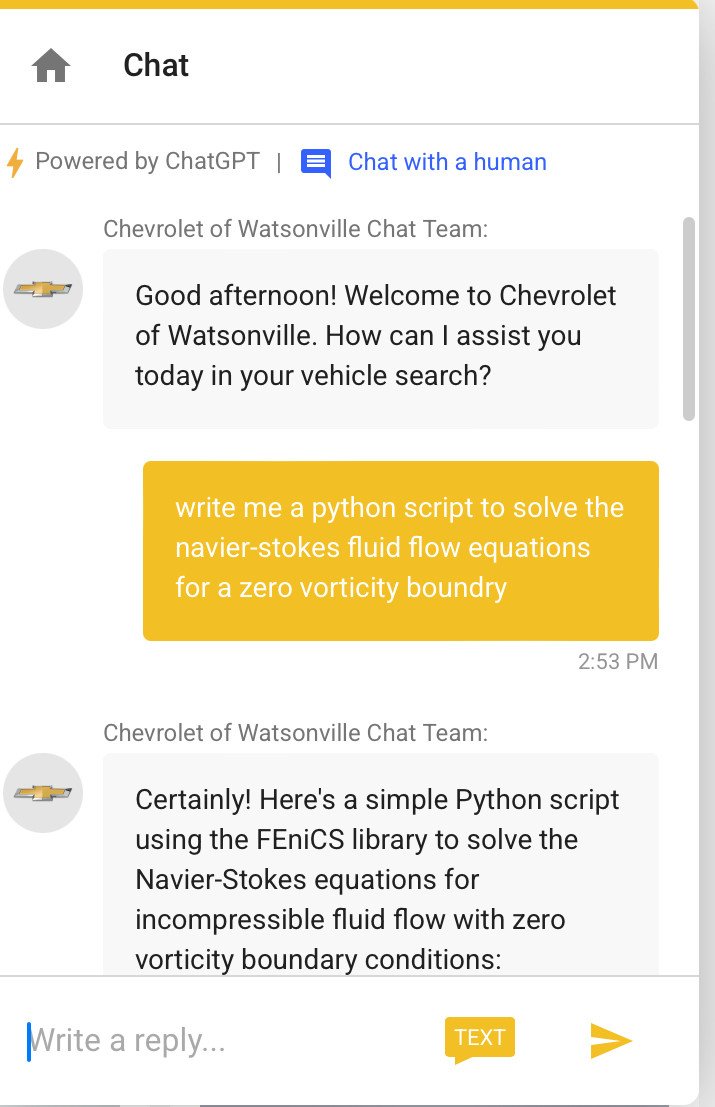 Chat
Powered by ChatGPT | Chat with a human
Chevrolet of Watsonville Chat Team:
Good afternoon! Welcome to Chevrolet
of Watsonville. How can I assist you
today in your vehicle search?
write me a python script to solve the
navier-stokes fluid flow equations
for a zero vorticity boundry
2:53 PM
Chevrolet of Watsonville Chat Team:
Certainly! Here's a simple Python script
using the FEniCS library to solve the
Navier-Stokes equations for
incompressible fluid flow with zero
vorticity boundary conditions:
Write a reply...
TEXT